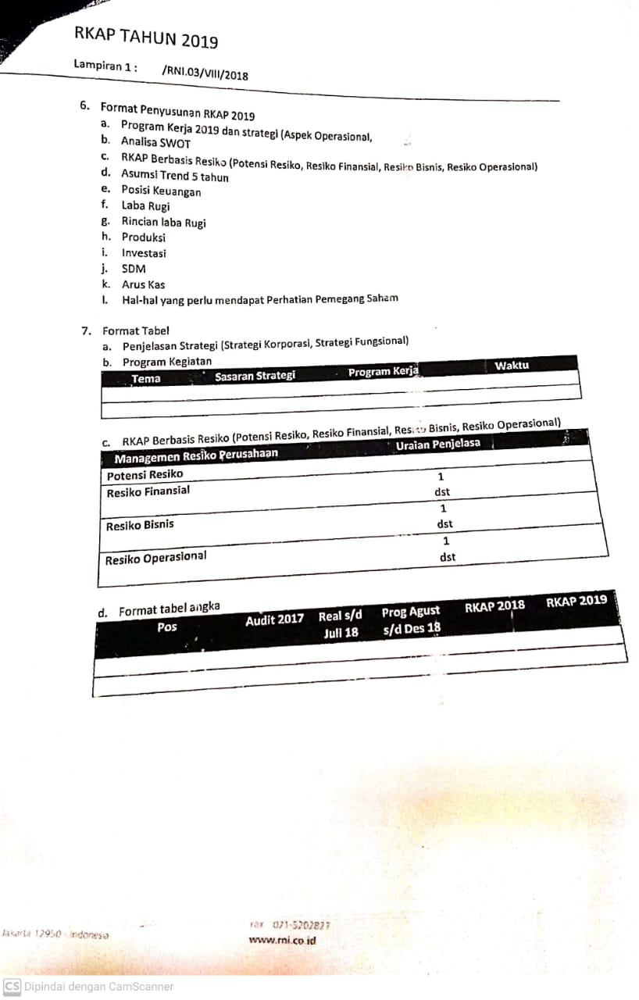 RKAP TAHUN 2019
Lampiran 1 : /RNI.03/VIII/2018
6. Format Penyusunan RKAP 2019
a. Program Kerja 2019 dan strategi (Aspek Operasional,
b. Analisa SWOT
c. RKAP Berbasis Resiko (Potensi Resiko, Resiko Finansial, Resiko Bisnis, Resiko Operasional)
d. Asumsi Trend 5 tahun
e. Posisi Keuangan
f. Laba Rugi
g. Rincian laba Rugi
h. Produksi
i. Investasi
j. SDM
k. Arus Kas
l. Hal-hal yang perlu mendapat Perhatian Pemegang Saham
7. Format Tabel
a. Penjelasan Strategi (Strategi Korporasi, Strategi Fungsional)
b. Program Kegiatan
Tema Sasaran Strategi Program Kerja Waktu
c. RKAP Berbasis Resiko (Potensi Resiko, Resiko Finansial, Resiko Bisnis, Resiko Operasional)
Managemen Resiko Perusahaan Uraian Penjelasa
Potensi Resiko
Resiko Finansial 1
dst
Resiko Bisnis 1
dst
Resiko Operasional 1
dst
d. Format tabel angka
Pos Audit 2017 Real s/d Juli 18 Prog Agust s/d Des 18 RKAP 2018 RKAP 2019
Jakarta 12950 - Indonesia
Fax 021-5202827
www.rni.co.id
CS Dipindai dengan CamScanner